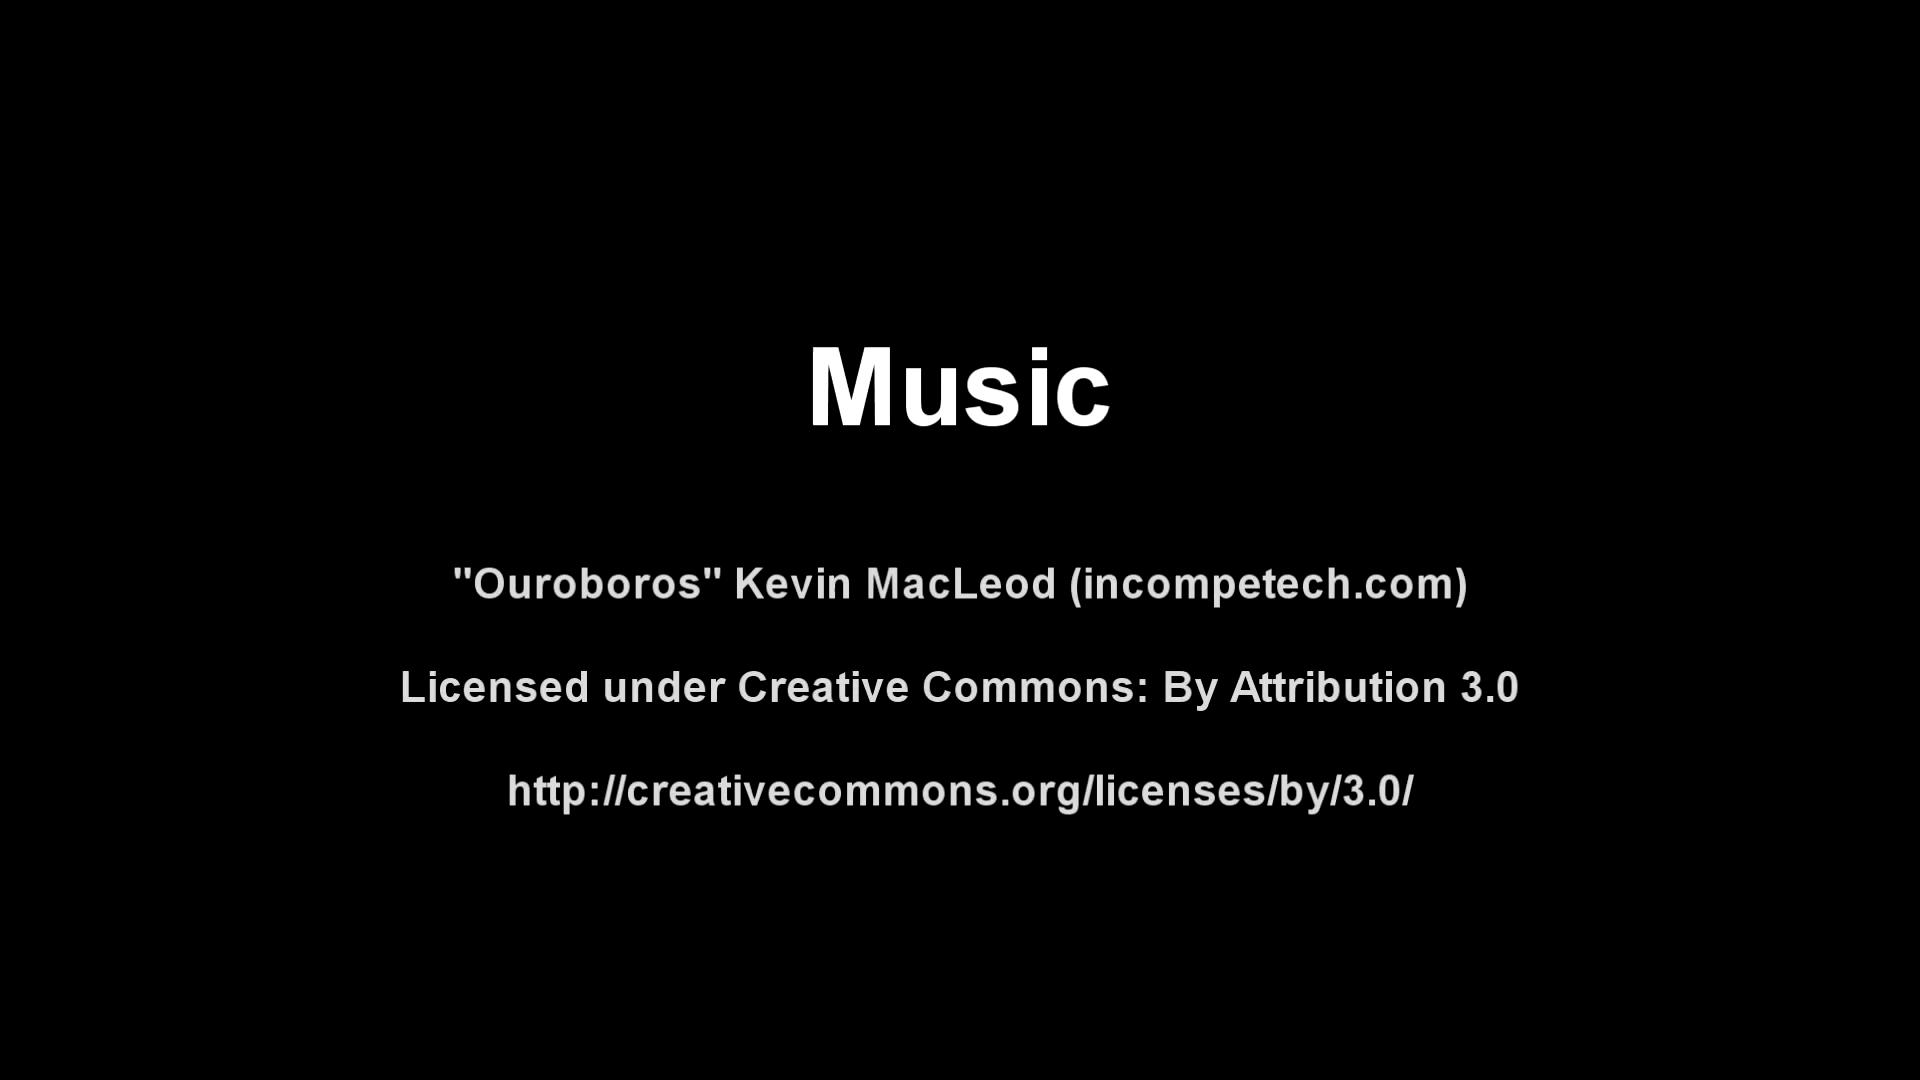 Music
"Ouroboros" Kevin MacLeod (incompetech.com)
Licensed under Creative Commons: By Attribution 3.0
http://creativecommons.org/licenses/by/3.0/